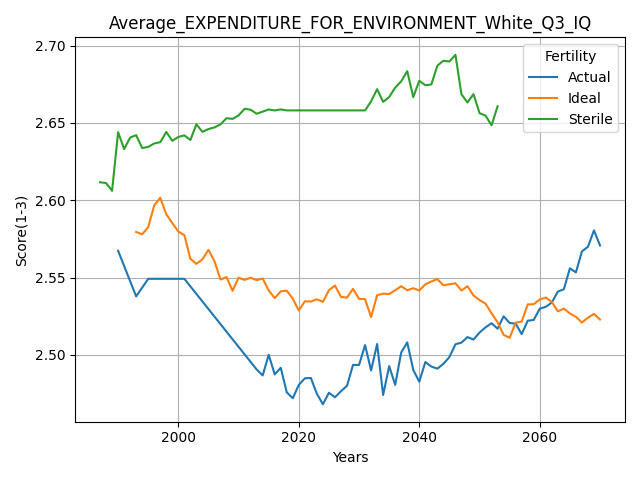 Average_EXPENDITURE_FOR_ENVIRONMENT_White_Q3_IQ
Fertility
Actual
Ideal
Sterile
Score(1-3)
2.70
2.65
2.60
2.55
2.50
2000 2020 2040 2060
Years